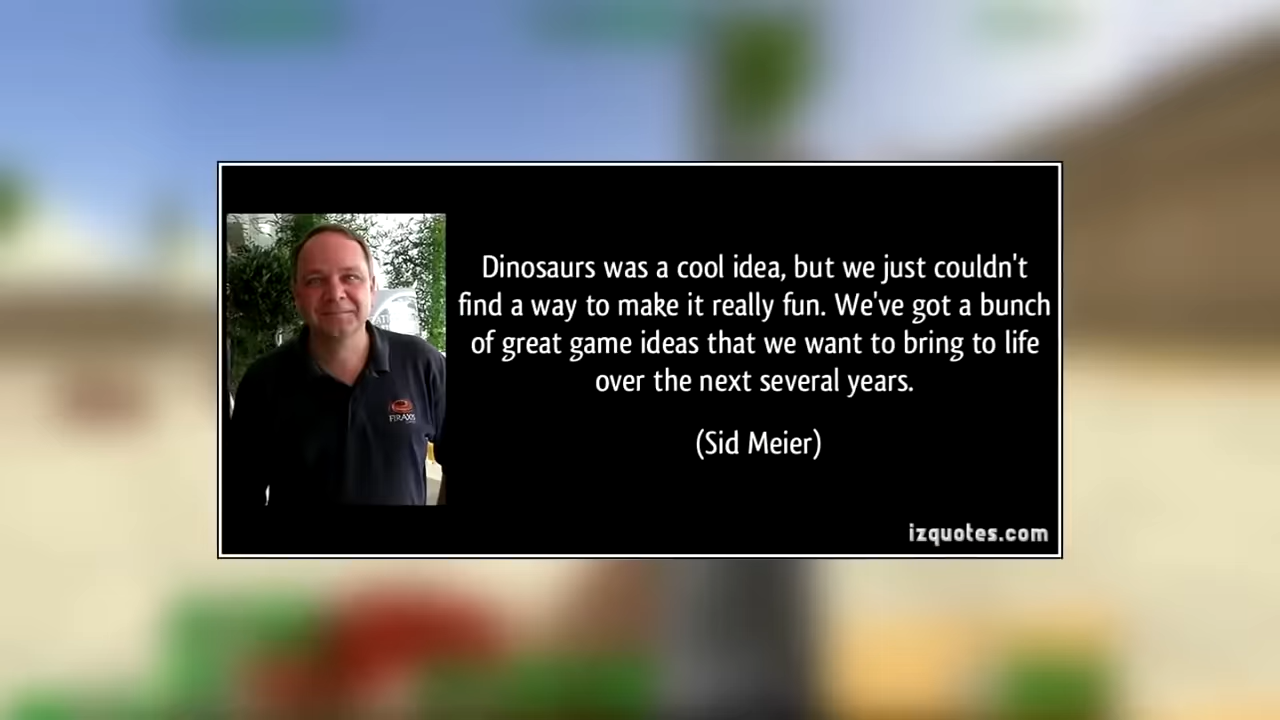 Dinosaurs was a cool idea, but we just couldn't
find a way to make it really fun. We've got a bunch
of great game ideas that we want to bring to life
over the next several years.
(Sid Meier)
FIRAXIS
izquotes.com